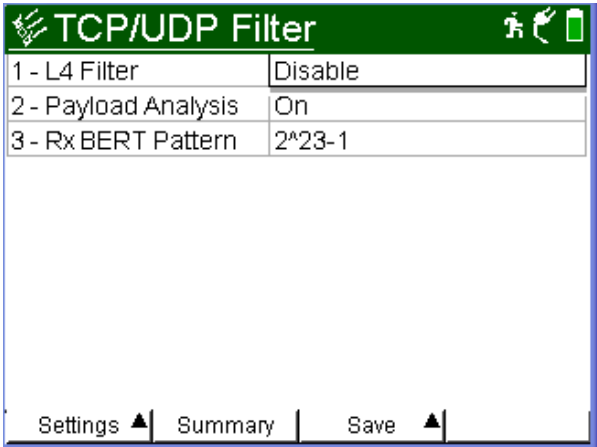 TCP/UDP Filter
1 - L4 Filter Disable
2 - Payload Analysis On
3 - Rx BERT Pattern 2^23-1
Settings Summary Save